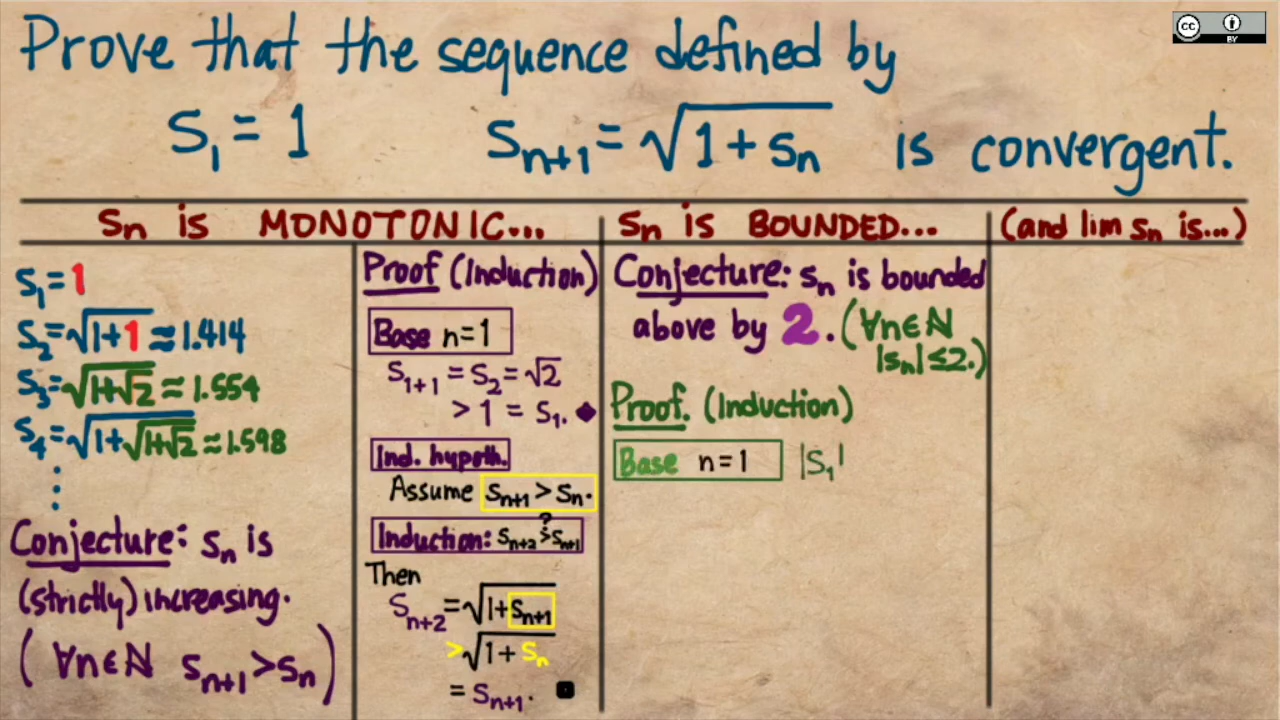 Prove that the sequence defined by
S₁ = 1 Sₙ₊₁ = √(1 + Sₙ) is convergent.
Sₙ is MONOTONIC...
S₁ = 1
S₂ = √(1+1) ≈ 1.414
S₃ = √(1+√2) ≈ 1.554
S₄ = √(1+√(1+√2)) ≈ 1.598
⋮
Conjecture: Sₙ is
(strictly) increasing.
(∀n∈ℕ Sₙ₊₁ > Sₙ)
Proof (Induction)
Base n=1
S₁₊₁ = S₂ = √2
> 1 = S₁. ◆
Ind. hypoth.
Assume Sₙ₊₁ > Sₙ.
Induction: Sₙ₊₂ >? Sₙ₊₁
Then
Sₙ₊₂ = √(1+Sₙ₊₁)
> √(1+Sₙ)
= Sₙ₊₁. ■
Sₙ is BOUNDED...
Conjecture: Sₙ is bounded
above by 2. (∀n∈ℕ
|Sₙ| ≤ 2.)
Proof. (Induction)
Base n=1 |S₁|
(and lim Sₙ is...)
CC BY